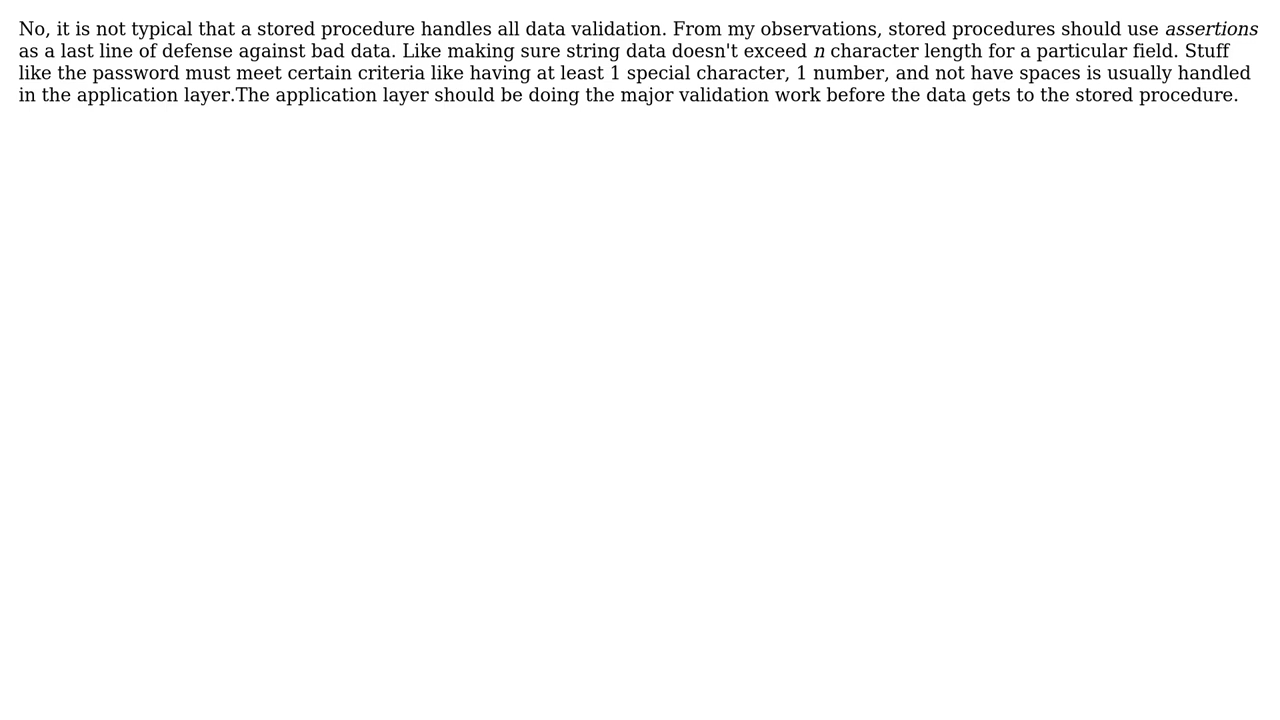 No, it is not typical that a stored procedure handles all data validation. From my observations, stored procedures should use assertions
as a last line of defense against bad data. Like making sure string data doesn't exceed n character length for a particular field. Stuff
like the password must meet certain criteria like having at least 1 special character, 1 number, and not have spaces is usually handled
in the application layer.The application layer should be doing the major validation work before the data gets to the stored procedure.